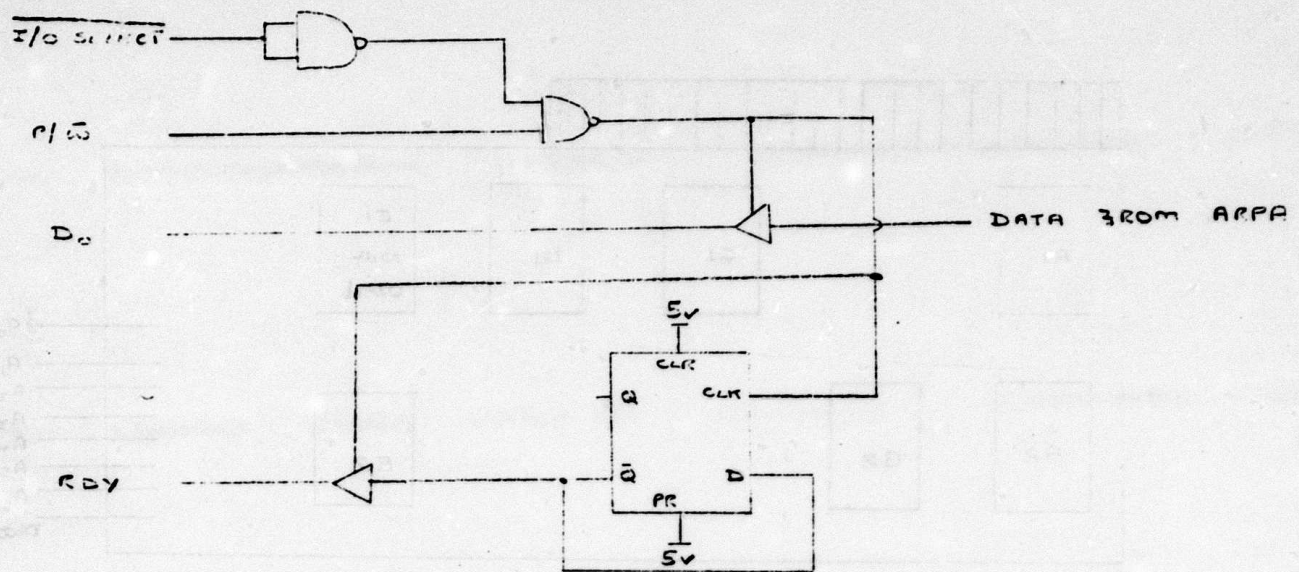 I/O SELECT
R/W̅
D₀
DATA FROM ARPA
5v
CLR
Q CLK
Q̅ D
RDY
PR
5v